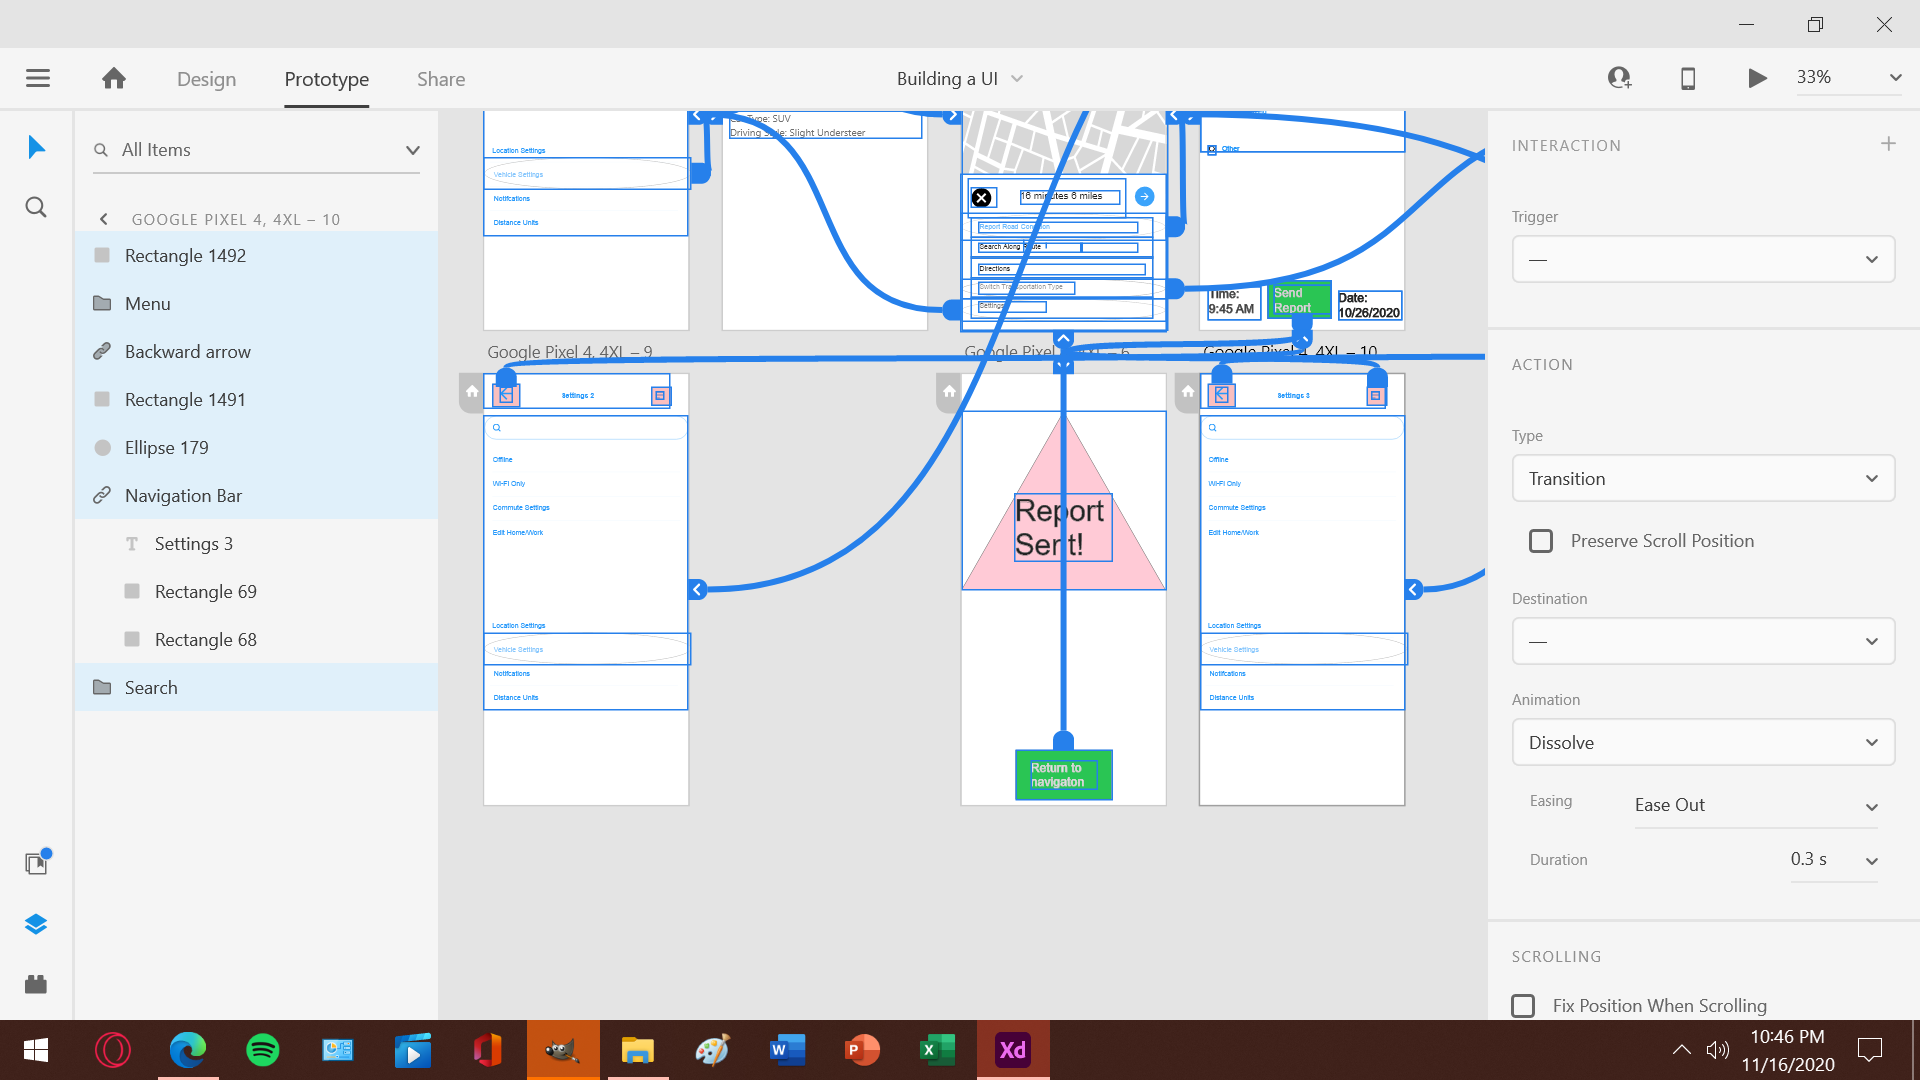 Design
Prototype
Share
Building a UI
33%
All Items
GOOGLE PIXEL 4, 4XL – 10
Rectangle 1492
Menu
Backward arrow
Rectangle 1491
Ellipse 179
Navigation Bar
Settings 3
Rectangle 69
Rectangle 68
Search
Location Settings
Vehicle Settings
Notifcations
Distance Units
Type: SUV
Driving Style: Slight Understeer
16 minutes 6 miles
Report Road Condition
Search Along Route
Directions
Switch Transportation Type
Settings
Other
Time:
9:45 AM
Send
Report
Date:
10/26/2020
Google Pixel 4, 4XL – 9
Settings 2
Offline
Wi-Fi Only
Commute Settings
Edit Home/Work
Location Settings
Vehicle Settings
Notifcations
Distance Units
Google Pixel 4, 4XL – 6
Report
Sent!
Return to
navigaton
Google Pixel 4, 4XL – 10
Settings 3
Offline
Wi-Fi Only
Commute Settings
Edit Home/Work
Location Settings
Vehicle Settings
Notifcations
Distance Units
INTERACTION
Trigger
—
ACTION
Type
Transition
Preserve Scroll Position
Destination
—
Animation
Dissolve
Easing
Ease Out
Duration
0.3 s
SCROLLING
Fix Position When Scrolling
W
P
X
Xd
10:46 PM
11/16/2020